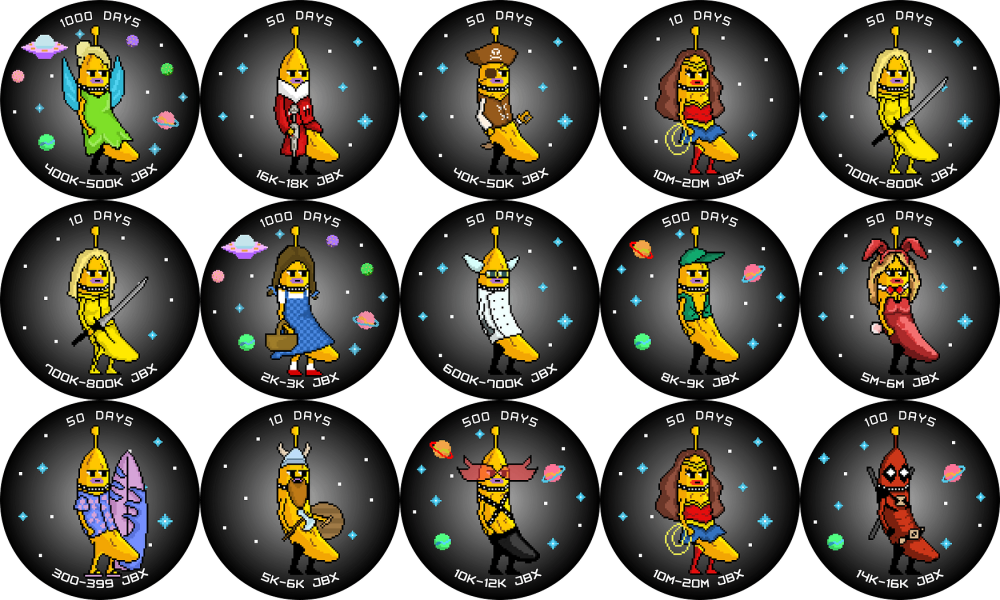 1000 DAYS
400K-500K JBX
50 DAYS
16K-18K JBX
50 DAYS
40K-50K JBX
10 DAYS
10M-20M JBX
50 DAYS
700K-800K JBX
10 DAYS
700K-800K JBX
1000 DAYS
2K-3K JBX
50 DAYS
600K-700K JBX
500 DAYS
8K-9K JBX
50 DAYS
5M-6M JBX
50 DAYS
300-399 JBX
10 DAYS
5K-6K JBX
500 DAYS
10K-12K JBX
50 DAYS
10M-20M JBX
100 DAYS
14K-16K JBX